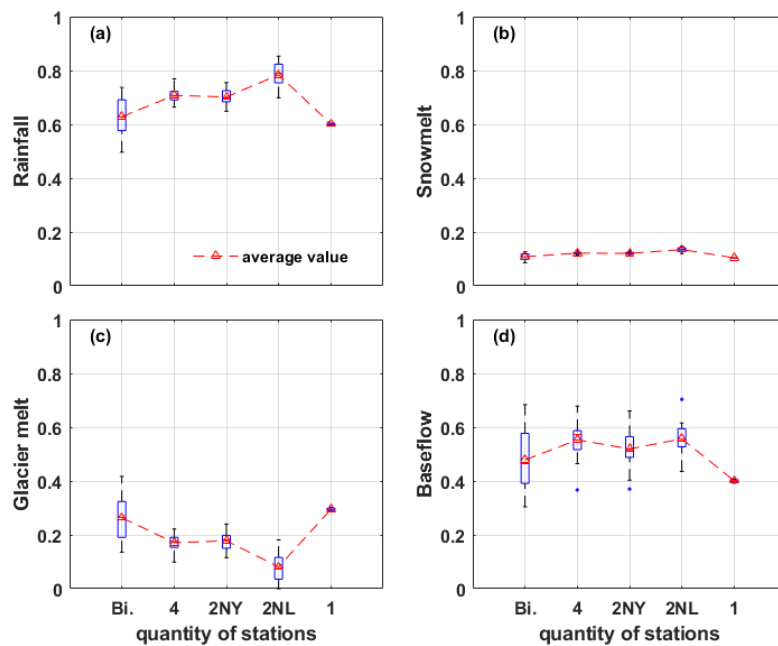 (a)
1
0.8
0.6
0.4
0.2
0
Rainfall
average value
(b)
1
0.8
0.6
0.4
0.2
0
Snowmelt
(c)
1
0.8
0.6
0.4
0.2
0
Glacier melt
Bi. 4 2NY 2NL 1
quantity of stations
(d)
1
0.8
0.6
0.4
0.2
0
Baseflow
Bi. 4 2NY 2NL 1
quantity of stations